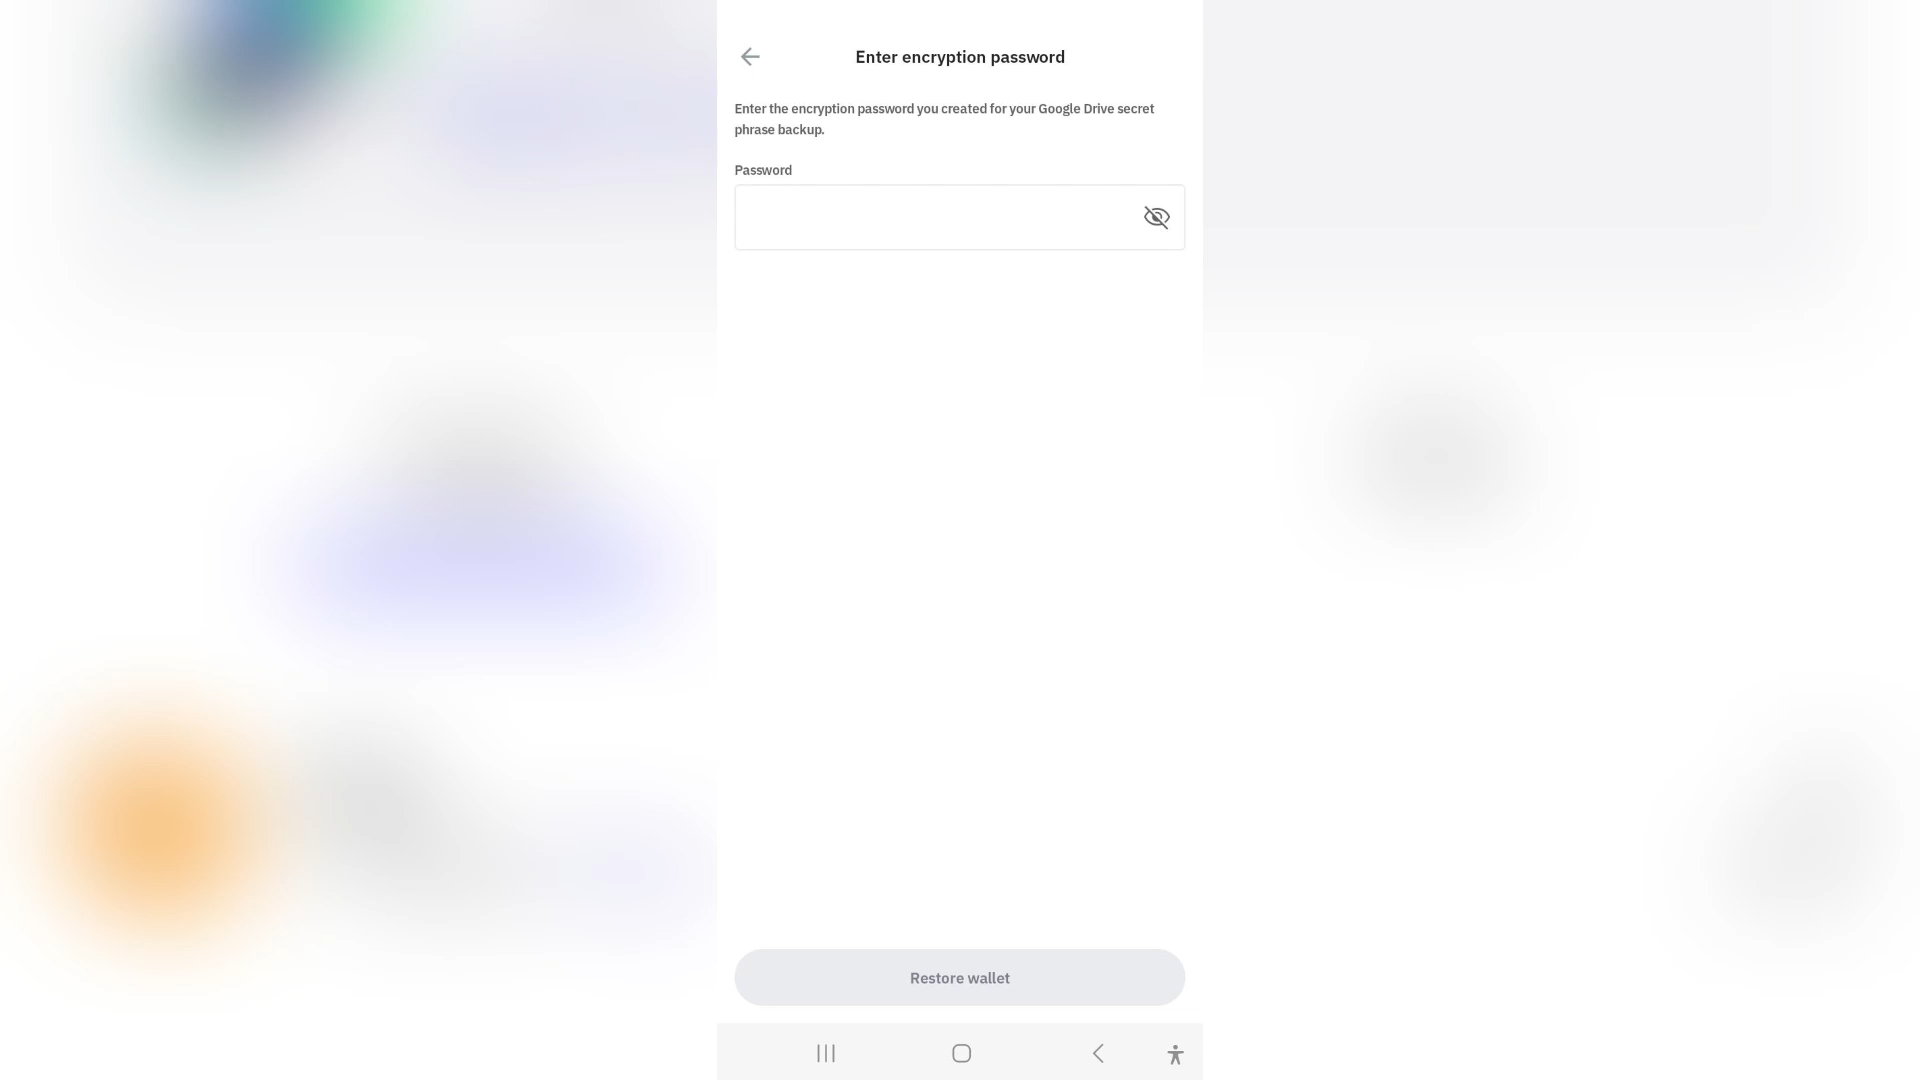 Enter encryption password
Enter the encryption password you created for your Google Drive secret
phrase backup.
Password
Restore wallet